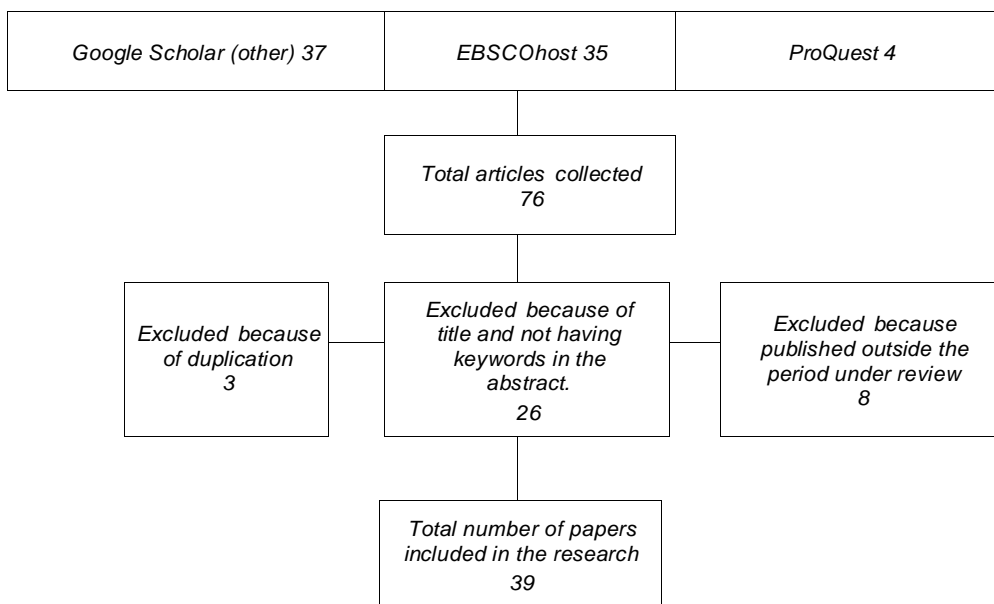 Google Scholar (other) 37
EBSCOhost 35
ProQuest 4
Total articles collected
76
Excluded because
of duplication
3
Excluded because of
title and not having
keywords in the
abstract.
26
Excluded because
published outside the
period under review
8
Total number of papers
included in the research
39